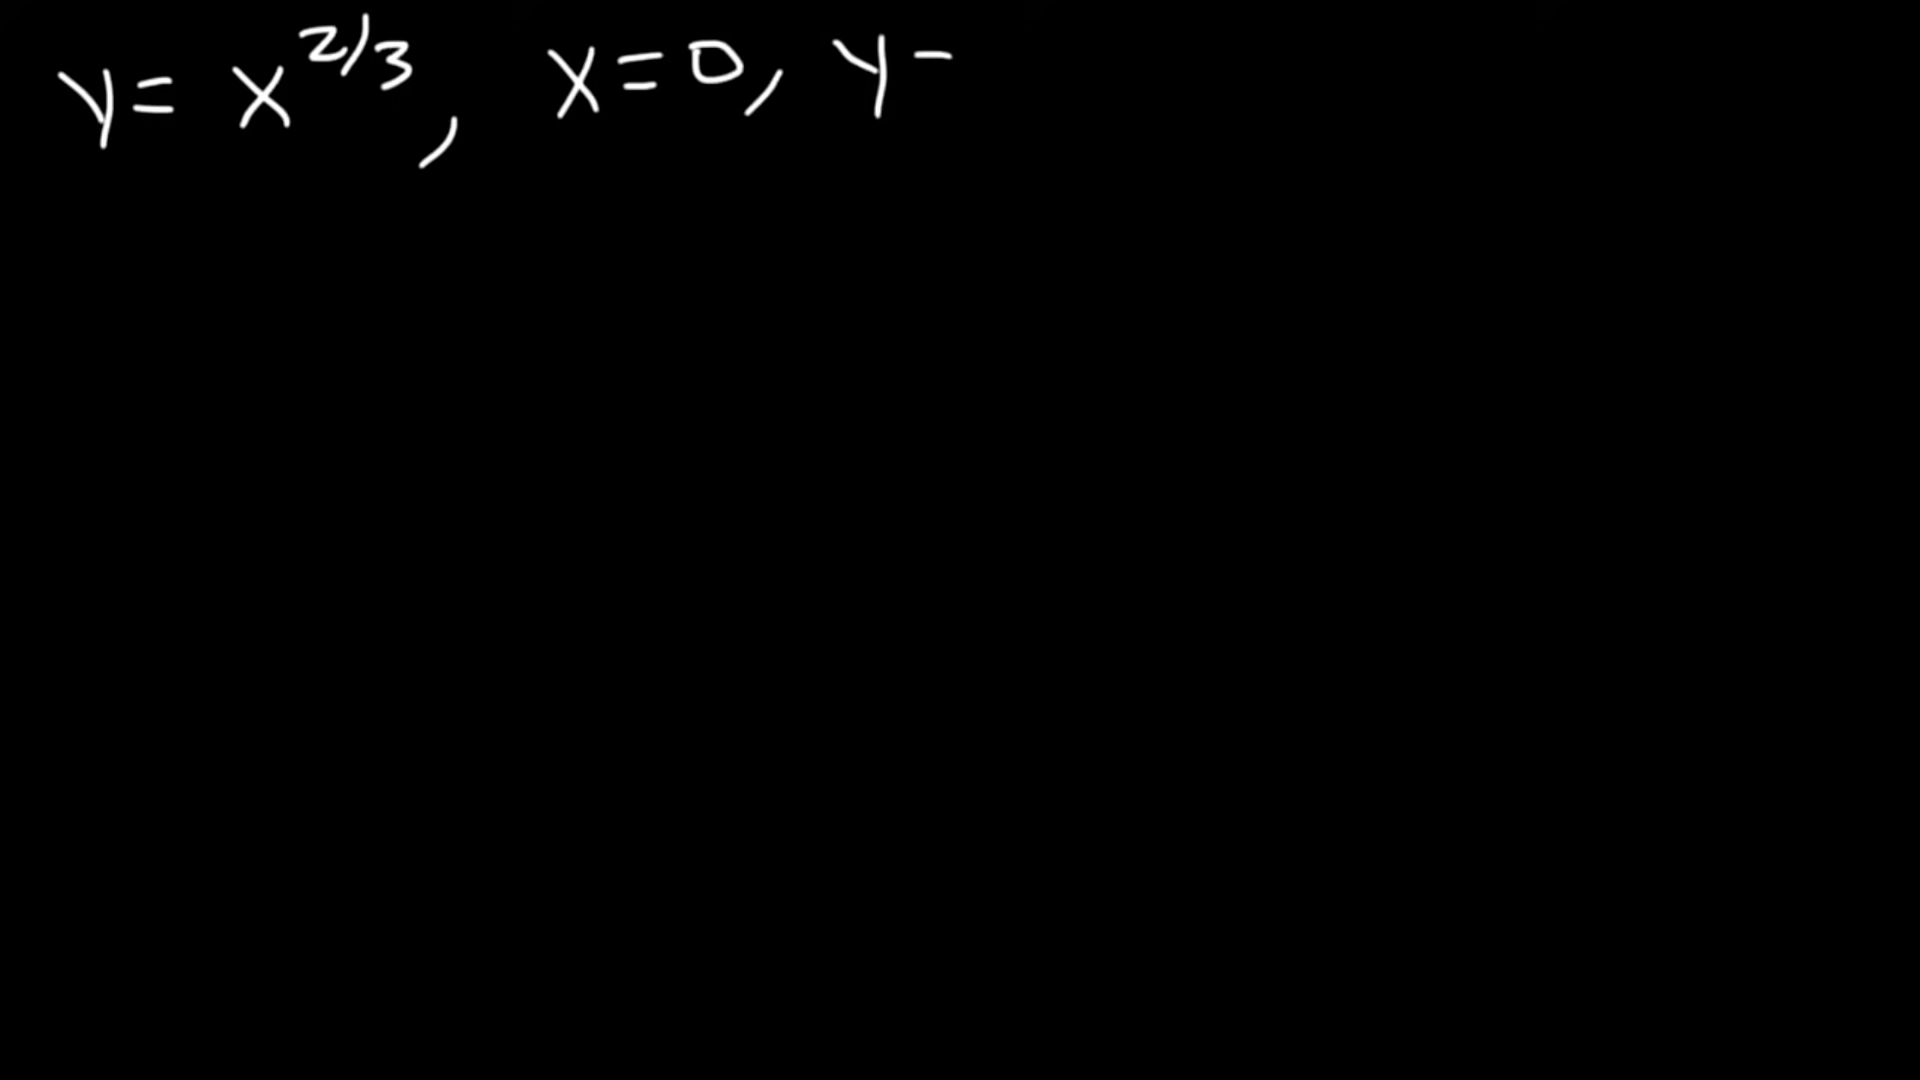 y = x^{2/3}, x=0, y -